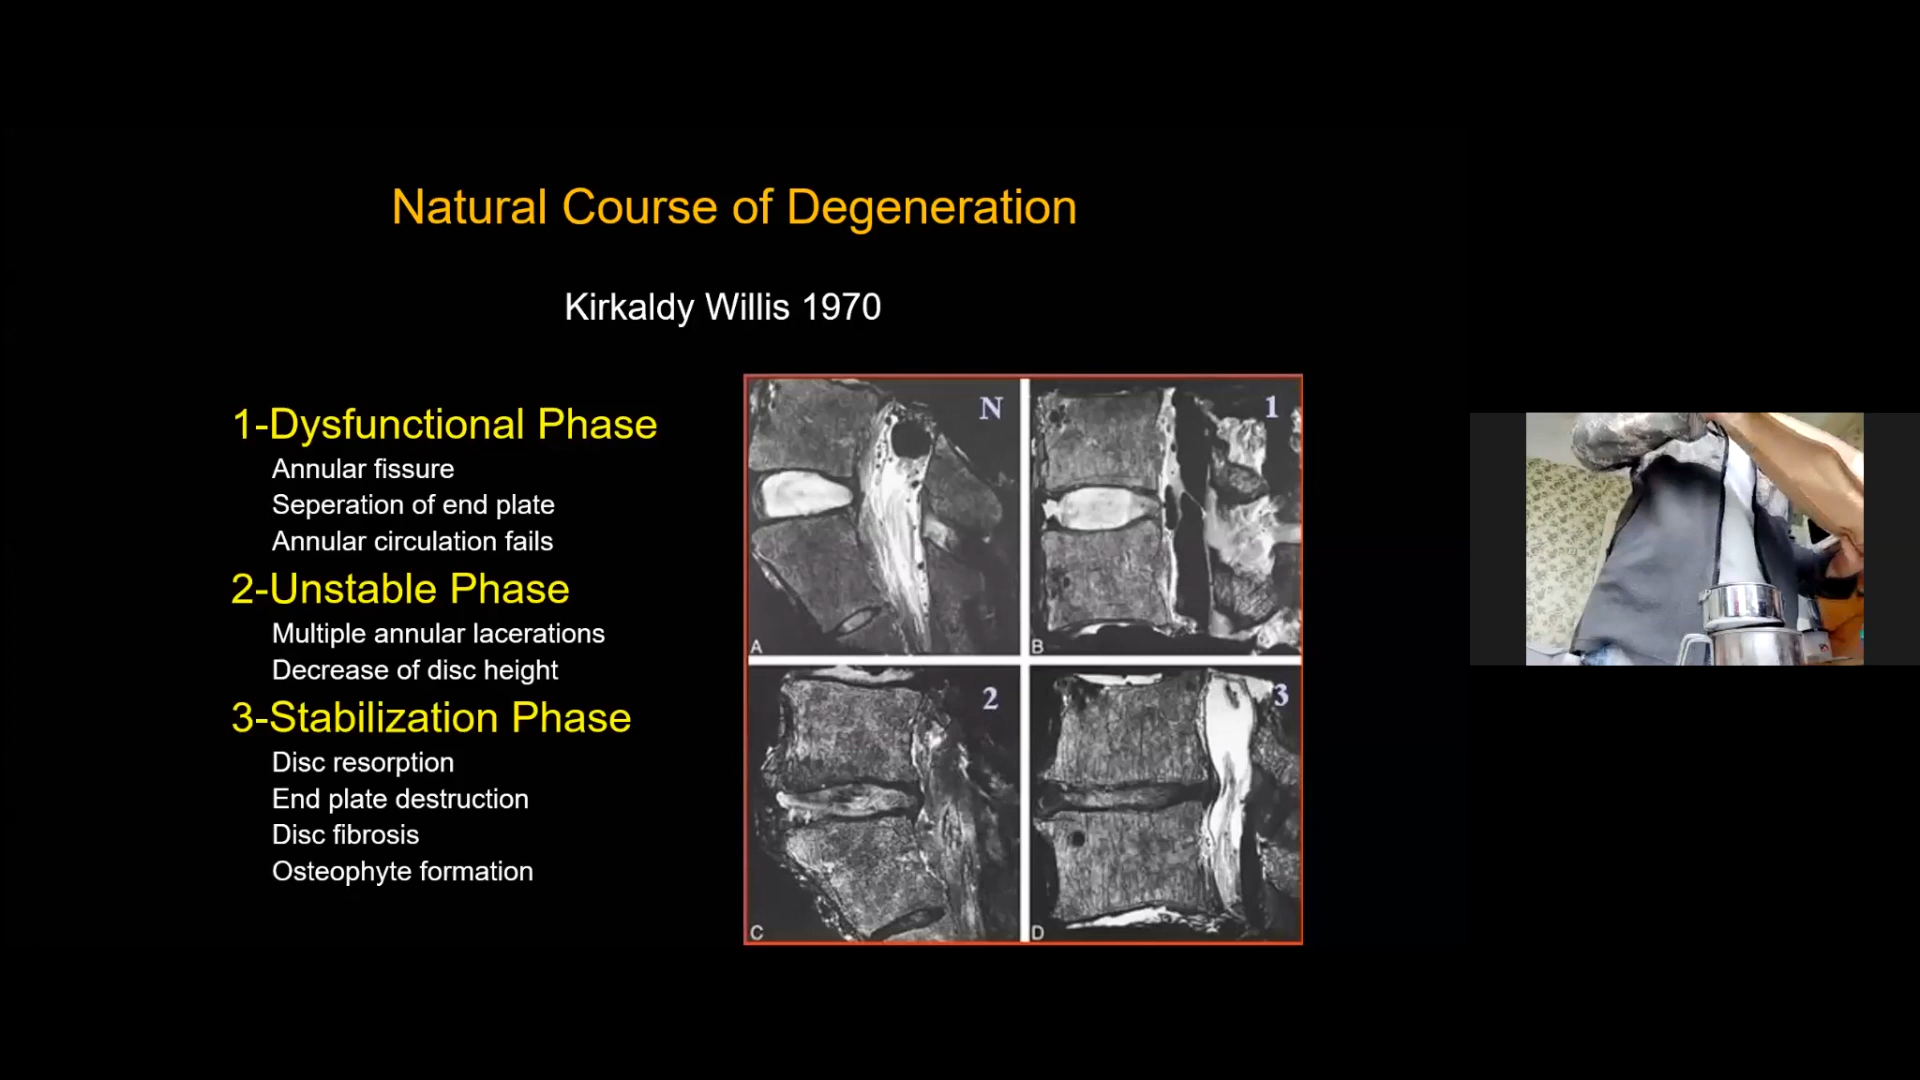 Natural Course of Degeneration
Kirkaldy Willis 1970
1-Dysfunctional Phase
Annular fissure
Seperation of end plate
Annular circulation fails
2-Unstable Phase
Multiple annular lacerations
Decrease of disc height
3-Stabilization Phase
Disc resorption
End plate destruction
Disc fibrosis
Osteophyte formation
N
1
A
B
2
3
C
D